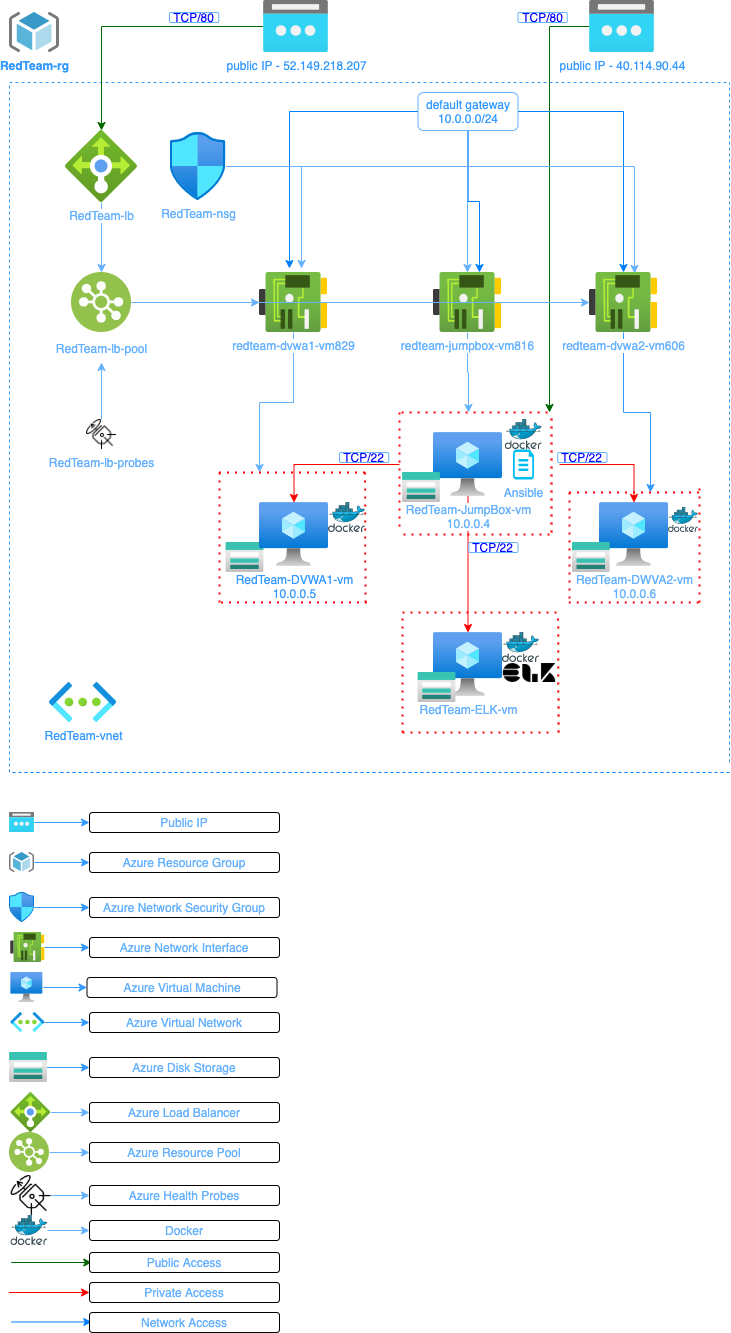 TCP/80
TCP/80
RedTeam-rg
public IP - 52.149.218.207
public IP - 40.114.90.44
default gateway
10.0.0.0/24
RedTeam-lb
RedTeam-nsg
RedTeam-lb-pool
redteam-dvwa1-vm829
redteam-jumpbox-vm816
redteam-dvwa2-vm606
RedTeam-lb-probes
TCP/22
docker
TCP/22
Ansible
RedTeam-JumpBox-vm
10.0.0.4
docker
docker
TCP/22
RedTeam-DVWA1-vm
10.0.0.5
RedTeam-DWVA2-vm
10.0.0.6
docker
ELK
RedTeam-ELK-vm
RedTeam-vnet
Public IP
Azure Resource Group
Azure Network Security Group
Azure Network Interface
Azure Virtual Machine
Azure Virtual Network
Azure Disk Storage
Azure Load Balancer
Azure Resource Pool
Azure Health Probes
docker
Docker
Public Access
Private Access
Network Access